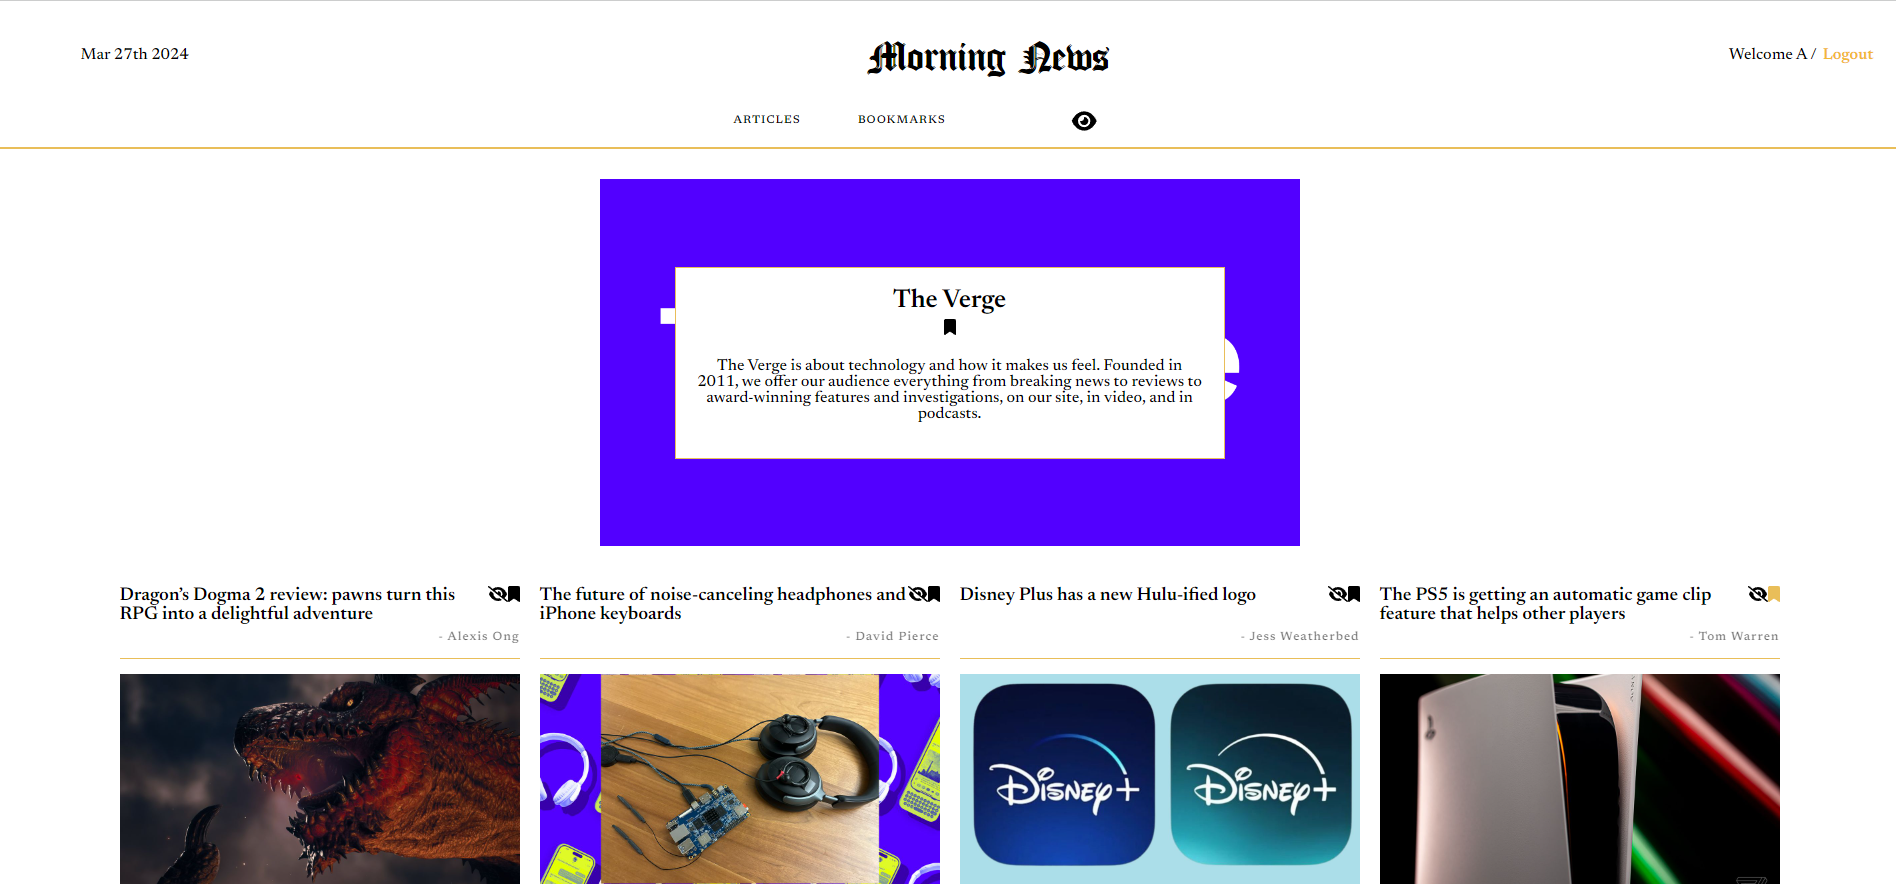 Mar 27th 2024
Morning News
Welcome A / Logout
ARTICLES
BOOKMARKS
The Verge
The Verge is about technology and how it makes us feel. Founded in
2011, we offer our audience everything from breaking news to reviews to
award-winning features and investigations, on our site, in video, and in
podcasts.
e
Dragon’s Dogma 2 review: pawns turn this
RPG into a delightful adventure
- Alexis Ong
The future of noise-canceling headphones and
iPhone keyboards
- David Pierce
Disney Plus has a new Hulu-ified logo
- Jess Weatherbed
The PS5 is getting an automatic game clip
feature that helps other players
- Tom Warren
Disney+
Disney+